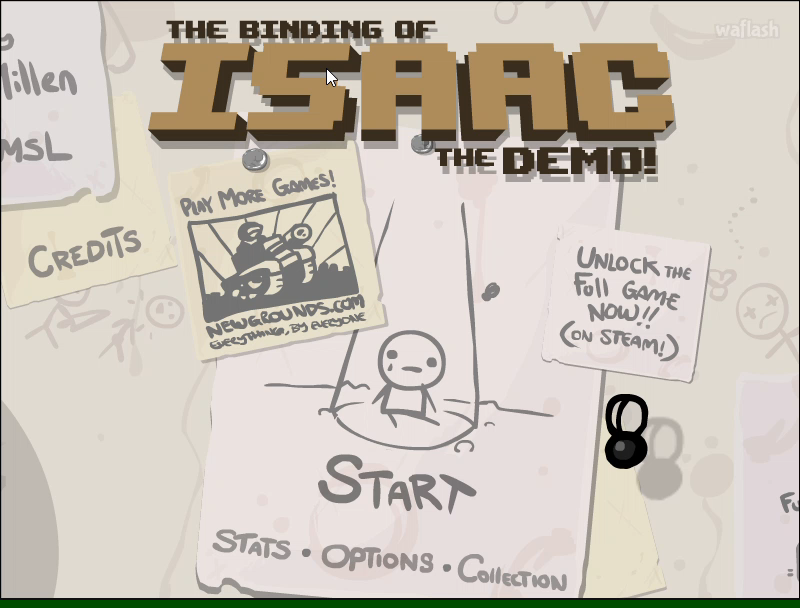 THE BINDING OF
ISAAC
THE DEMO!
waflash
Millen
MSL
CREDITS
PLAY MORE GAMES!
NEWGROUNDS.COM
EVERYTHING, BY EVERYONE
UNLOCK THE
FULL GAME
NOW!!
(ON STEAM!)
START
STATS • OPTIONS • COLLECTION